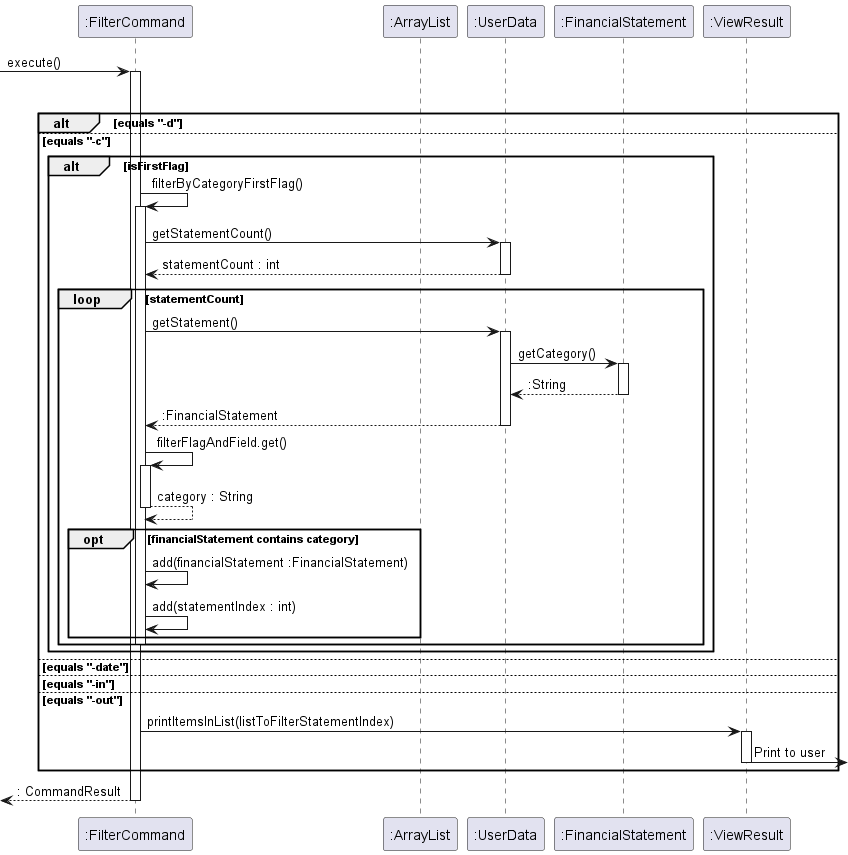 :FilterCommand :ArrayList :UserData :FinancialStatement :ViewResult
execute()
alt [equals "-d"]
[equals "-c"]
alt [isFirstFlag]
filterByCategoryFirstFlag()
getStatementCount()
statementCount : int
loop [statementCount]
getStatement()
getCategory()
:String
:FinancialStatement
filterFlagAndField.get()
category : String
opt [financialStatement contains category]
add(financialStatement :FinancialStatement)
add(statementIndex : int)
[equals "-date"]
[equals "-in"]
[equals "-out"]
printItemsInList(listToFilterStatementIndex)
Print to user
: CommandResult
:FilterCommand :ArrayList :UserData :FinancialStatement :ViewResult